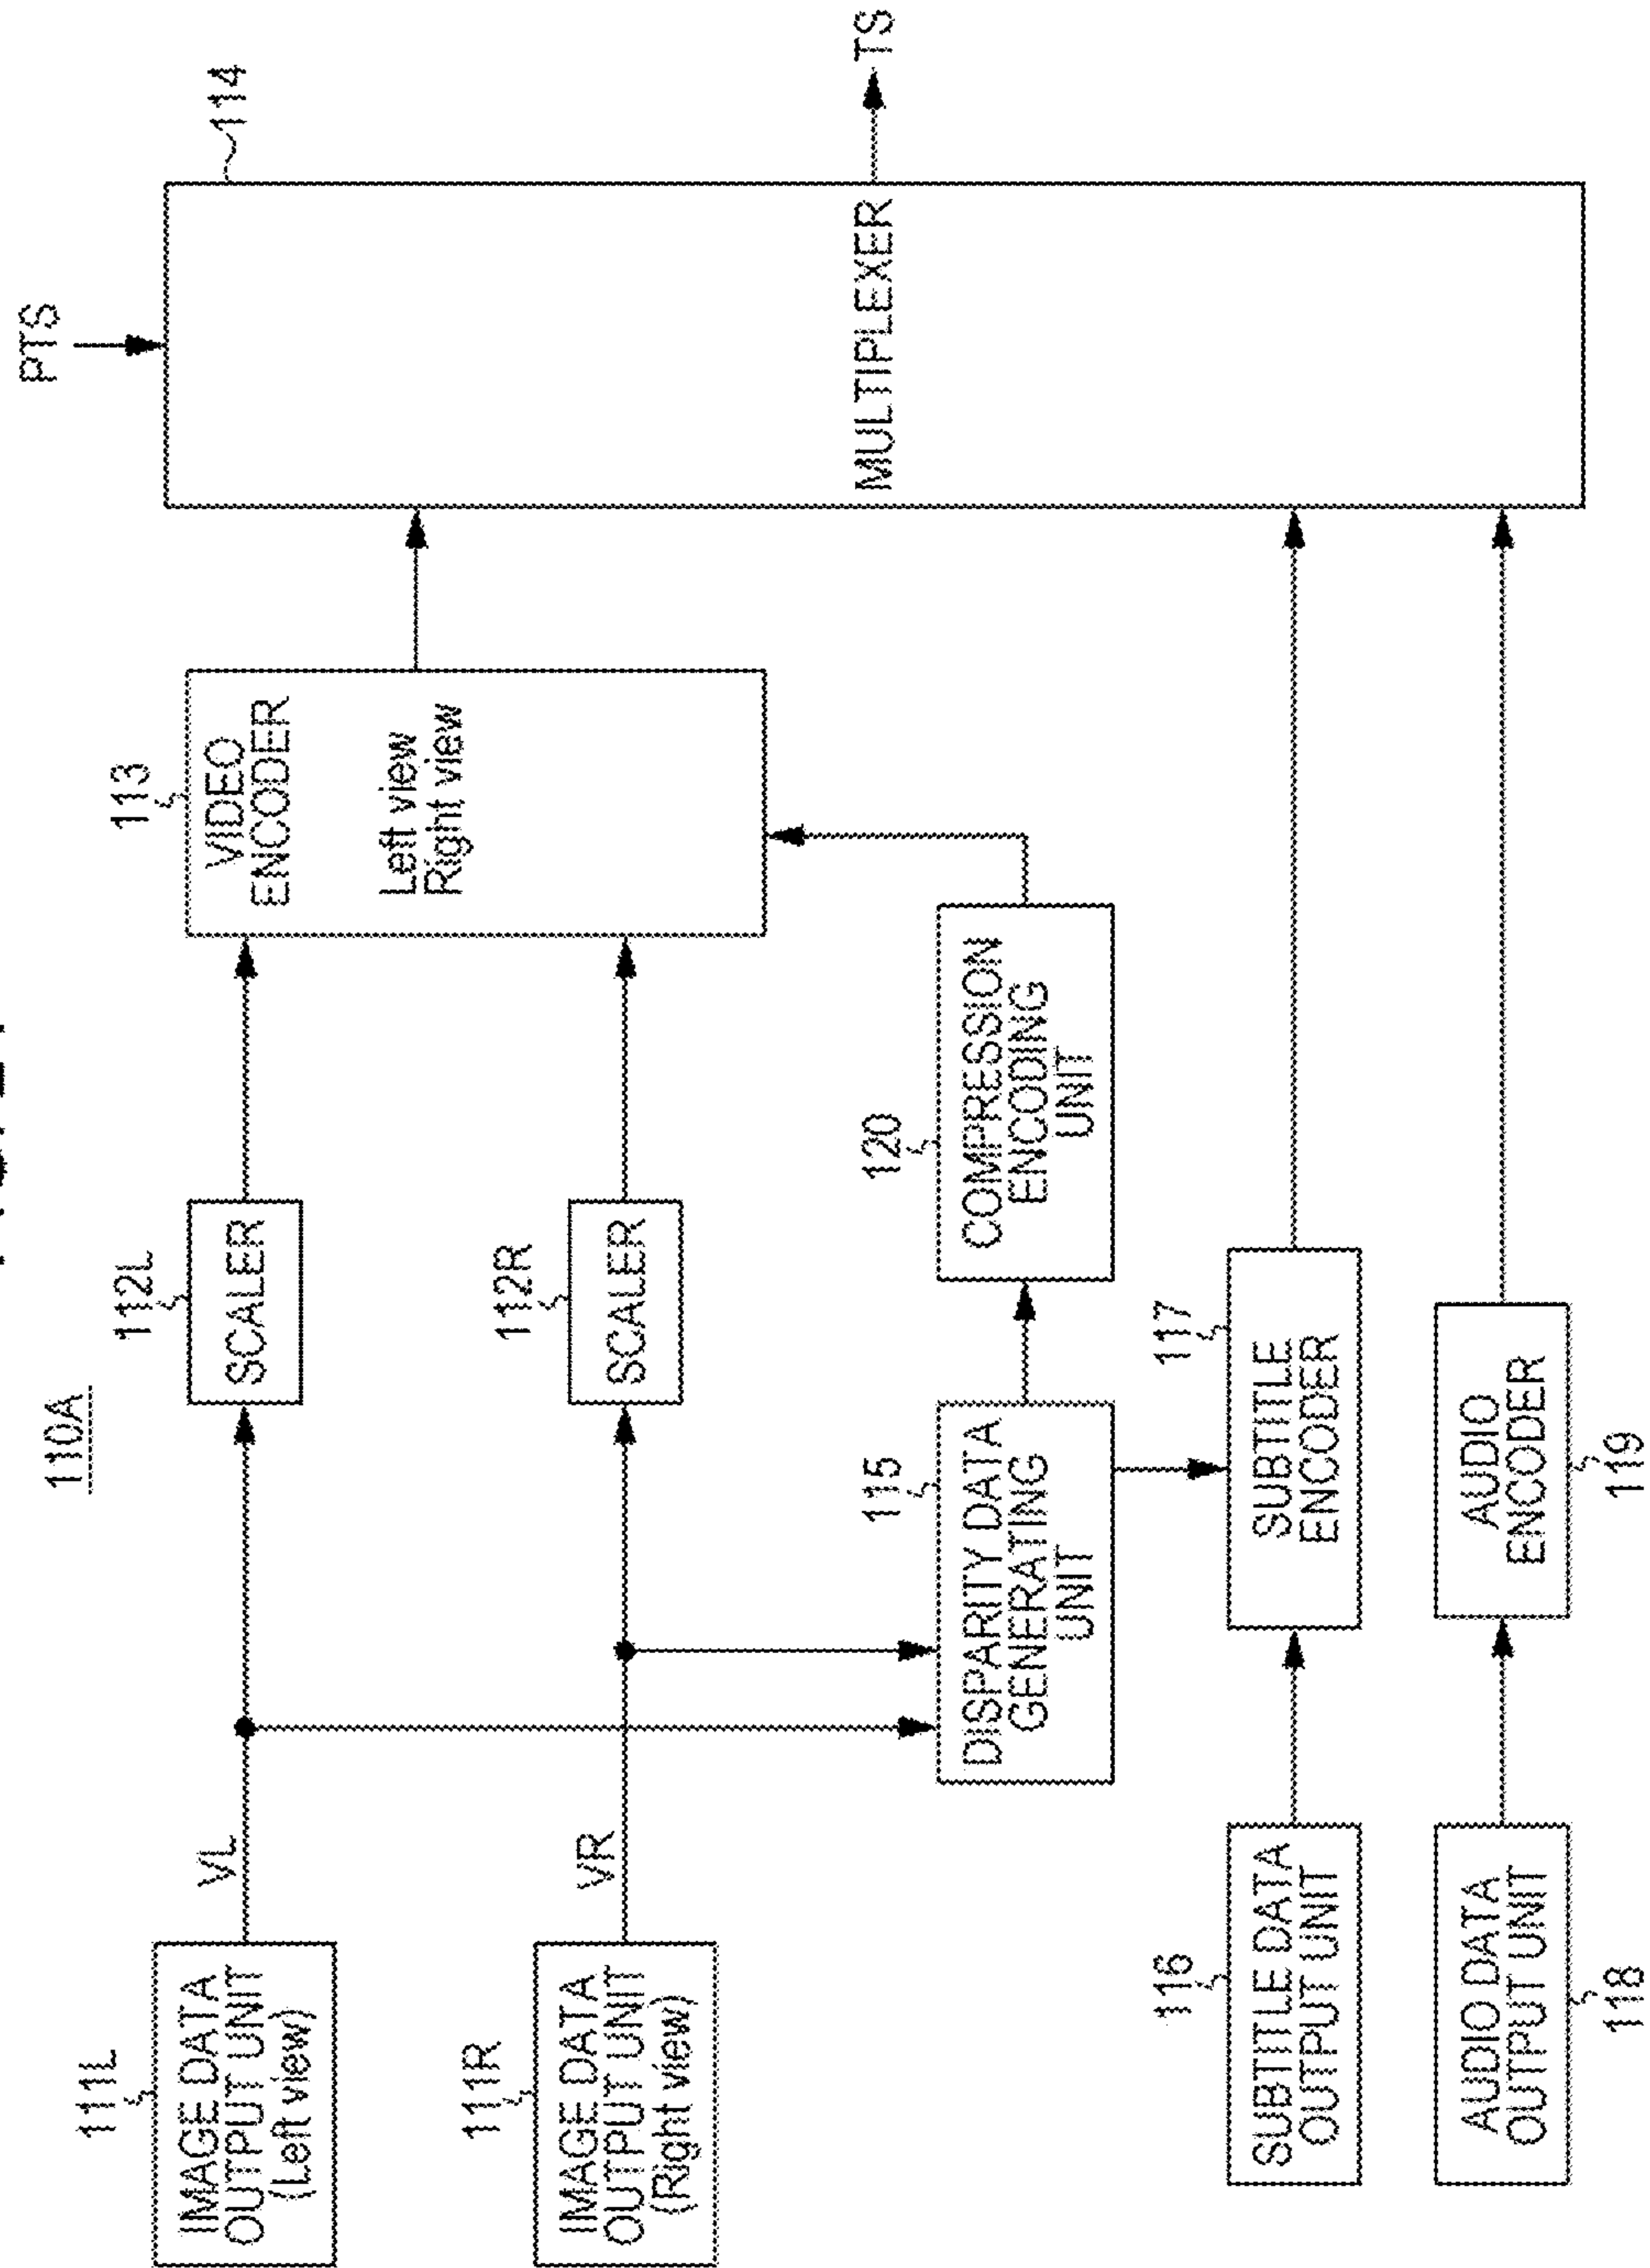 110A
111L
IMAGE DATA
OUTPUT UNIT
(Left view)
VL
112L
SCALER
113
VIDEO
ENCODER
Left view
Right view
PTS
114
MULTIPLEXER
TS
111R
IMAGE DATA
OUTPUT UNIT
(Right view)
VR
112R
SCALER
115
DISPARITY DATA
GENERATING
UNIT
120
COMPRESSION
ENCODING
UNIT
116
SUBTITLE DATA
OUTPUT UNIT
117
SUBTITLE
ENCODER
AUDIO DATA
OUTPUT UNIT
118
AUDIO
ENCODER
119